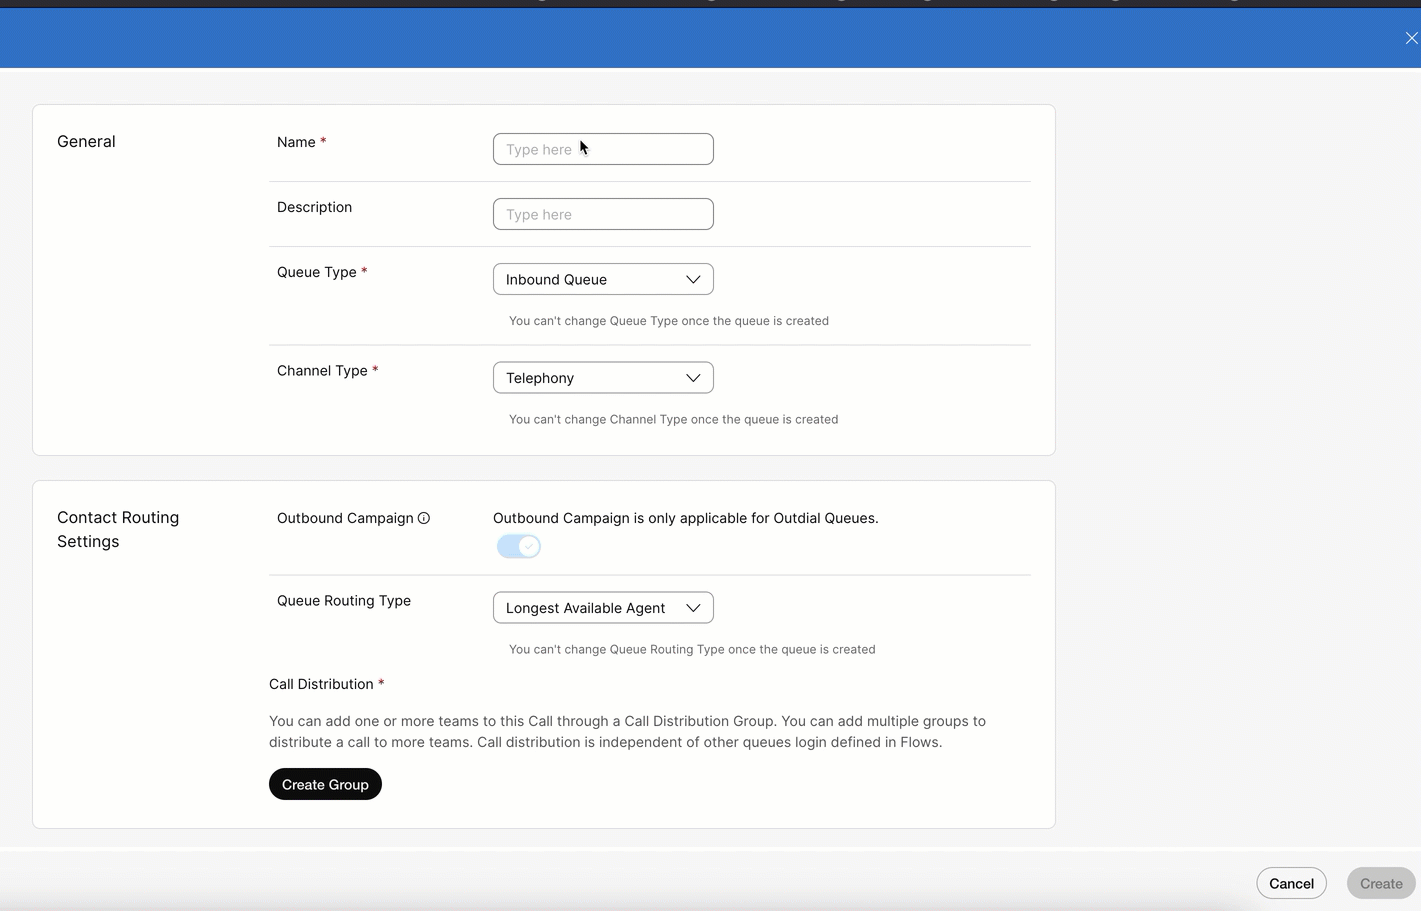 General
Name *
Type here
Description
Type here
Queue Type *
Inbound Queue
You can't change Queue Type once the queue is created
Channel Type *
Telephony
You can't change Channel Type once the queue is created
Contact Routing
Settings
Outbound Campaign
Outbound Campaign is only applicable for Outdial Queues.
Queue Routing Type
Longest Available Agent
You can't change Queue Routing Type once the queue is created
Call Distribution *
You can add one or more teams to this Call through a Call Distribution Group. You can add multiple groups to
distribute a call to more teams. Call distribution is independent of other queues login defined in Flows.
Create Group
Cancel
Create